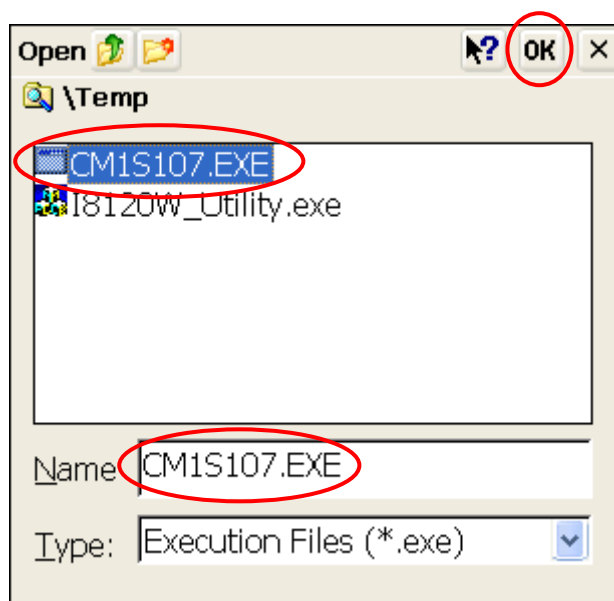 Open ? OK ×
\Temp
CM1S107.EXE
I8120W_Utility.exe
Name CM1S107.EXE
Type: Execution Files (*.exe)